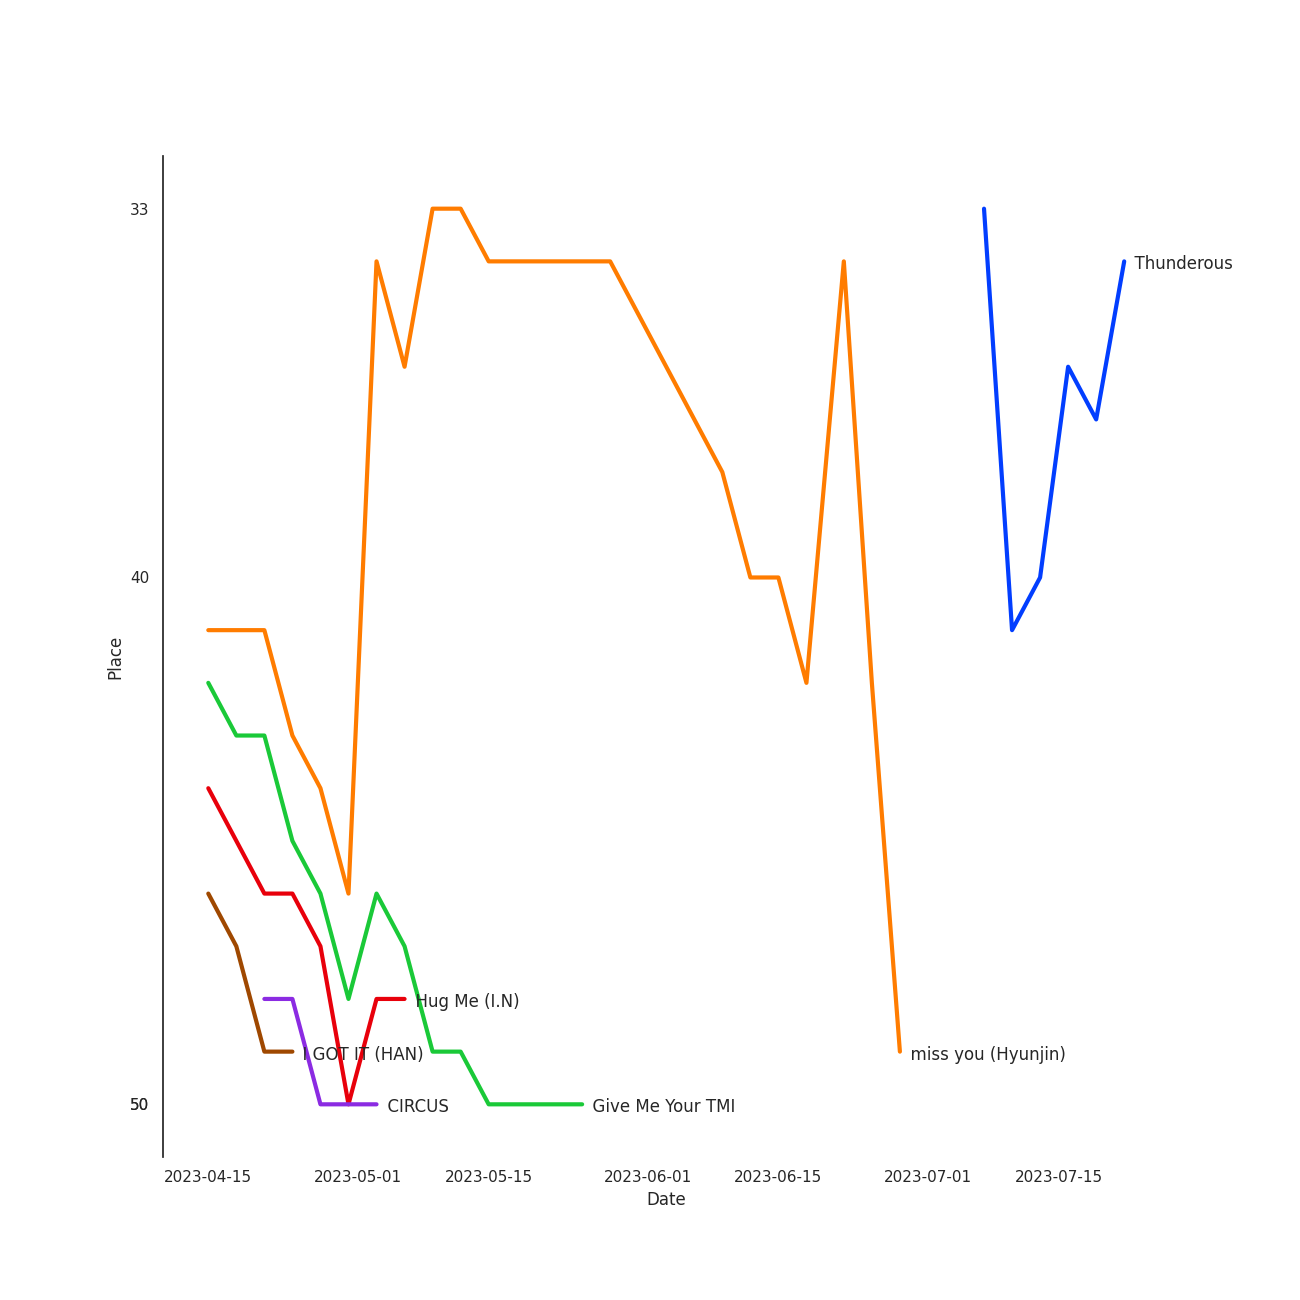 33
Thunderous
40
Place
Hug Me (I.N)
I GOT IT (HAN)
miss you (Hyunjin)
50
CIRCUS
Give Me Your TMI
2023-04-15
2023-05-01
2023-05-15
2023-06-01
2023-06-15
2023-07-01
2023-07-15
Date